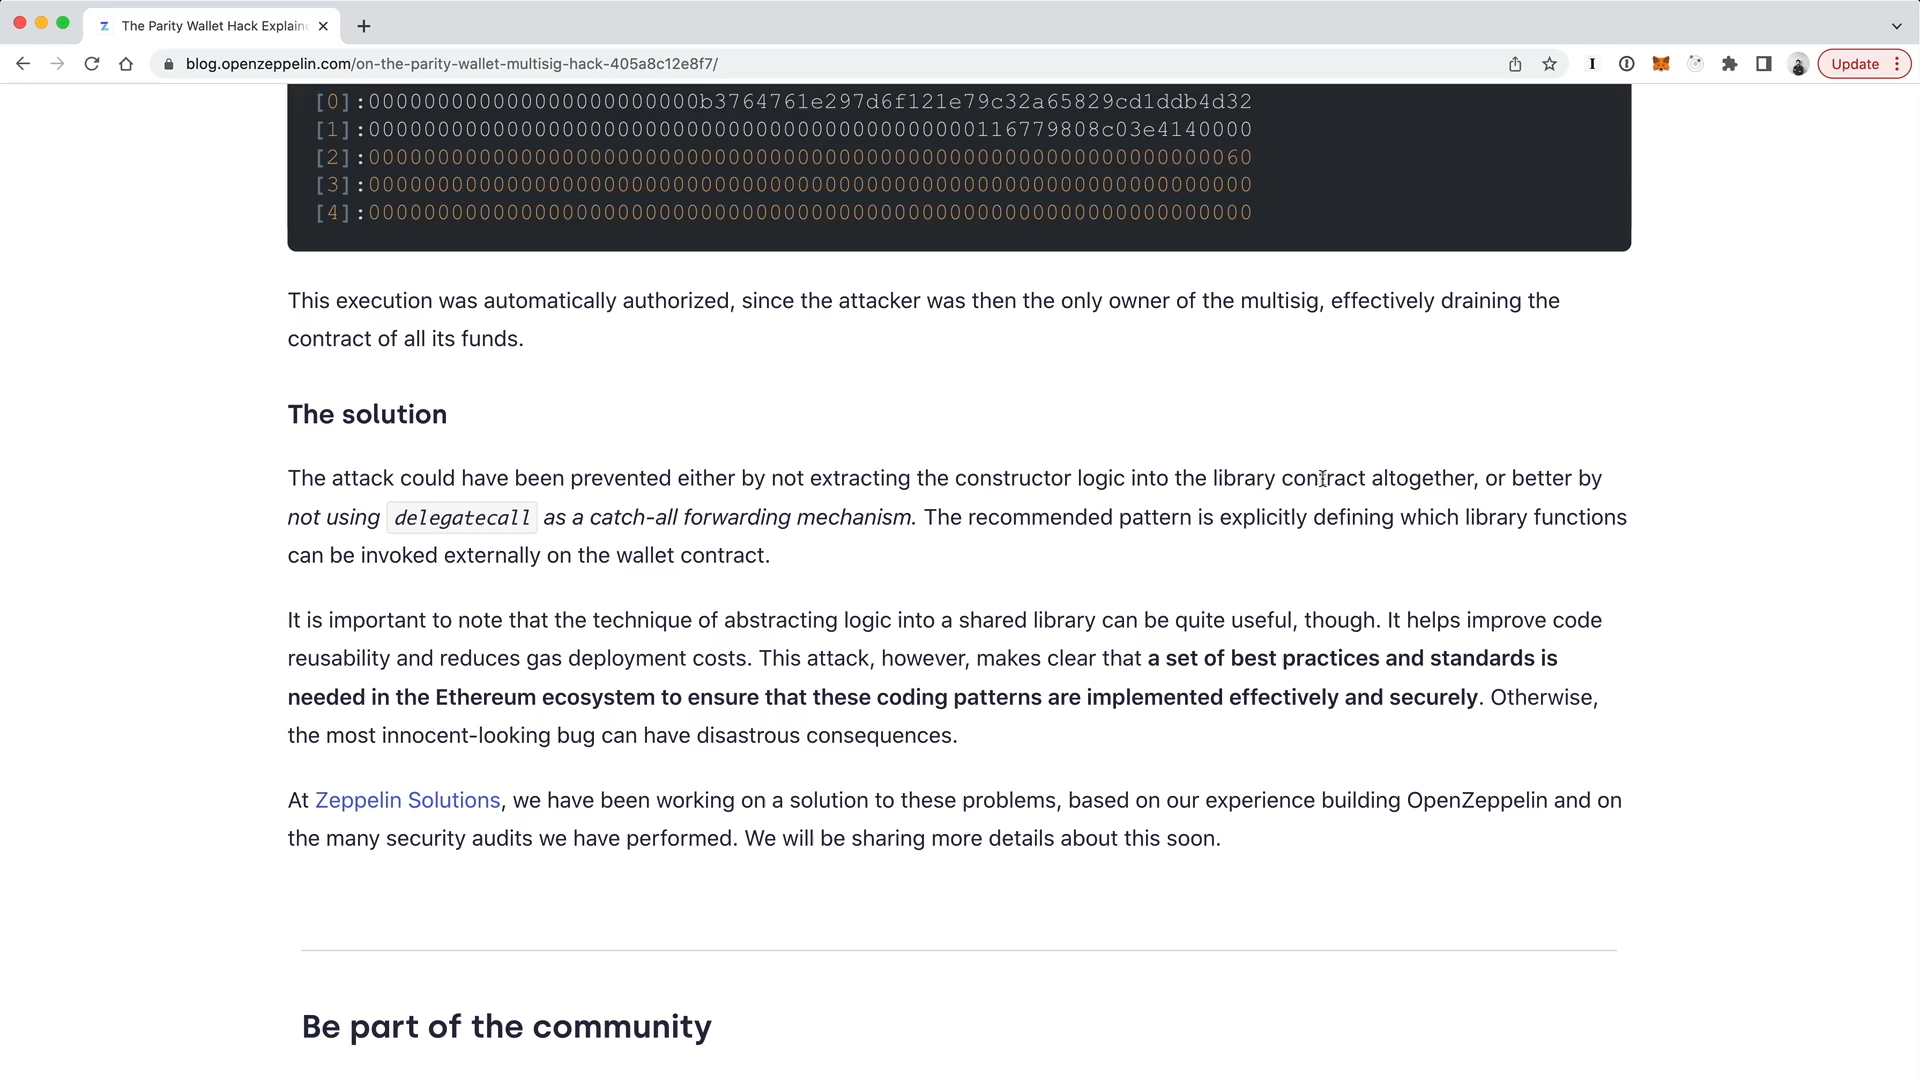 The Parity Wallet Hack Explain
blog.openzeppelin.com/on-the-parity-wallet-multisig-hack-405a8c12e8f7/
Update
[0]:000000000000000000000000b3764761e297d6f121e79c32a65829cd1ddb4d32
[1]:00000000000000000000000000000000000000000000116779808c03e4140000
[2]:0000000000000000000000000000000000000000000000000000000000000060
[3]:0000000000000000000000000000000000000000000000000000000000000000
[4]:0000000000000000000000000000000000000000000000000000000000000000
This execution was automatically authorized, since the attacker was then the only owner of the multisig, effectively draining the
contract of all its funds.
The solution
The attack could have been prevented either by not extracting the constructor logic into the library contract altogether, or better by
not using delegatecall as a catch-all forwarding mechanism. The recommended pattern is explicitly defining which library functions
can be invoked externally on the wallet contract.
It is important to note that the technique of abstracting logic into a shared library can be quite useful, though. It helps improve code
reusability and reduces gas deployment costs. This attack, however, makes clear that a set of best practices and standards is
needed in the Ethereum ecosystem to ensure that these coding patterns are implemented effectively and securely. Otherwise,
the most innocent-looking bug can have disastrous consequences.
At Zeppelin Solutions, we have been working on a solution to these problems, based on our experience building OpenZeppelin and on
the many security audits we have performed. We will be sharing more details about this soon.
Be part of the community